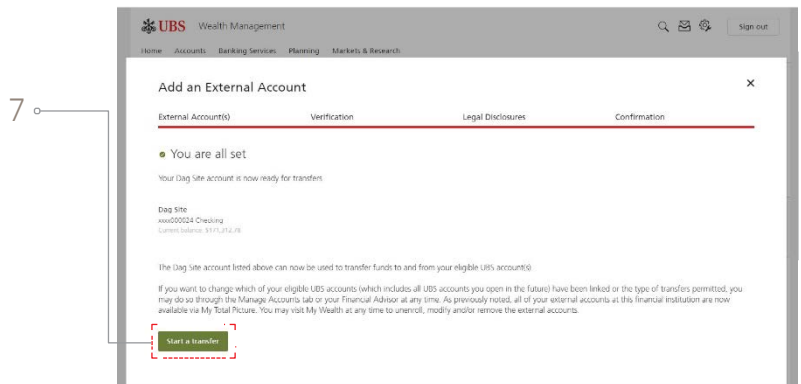 UBS Wealth Management
Sign out
Home Accounts Banking Services Planning Markets & Research
Add an External Account
7
External Account(s) Verification Legal Disclosures Confirmation
You are all set
Your Dag Site account is now ready for transfers
Dag Site
xxxx000024 Checking
Current balance: $171,312.78
The Dag Site account listed above can now be used to transfer funds to and from your eligible UBS account(s)
If you want to change which of your eligible UBS accounts (which includes all UBS accounts you open in the future) have been linked or the type of transfers permitted, you
may do so through the Manage Accounts tab or your Financial Advisor at any time. As previously noted, all of your external accounts at this financial institution are now
available via My Total Picture. You may visit My Wealth at any time to unenroll, modify and/or remove the external accounts.
Start a transfer